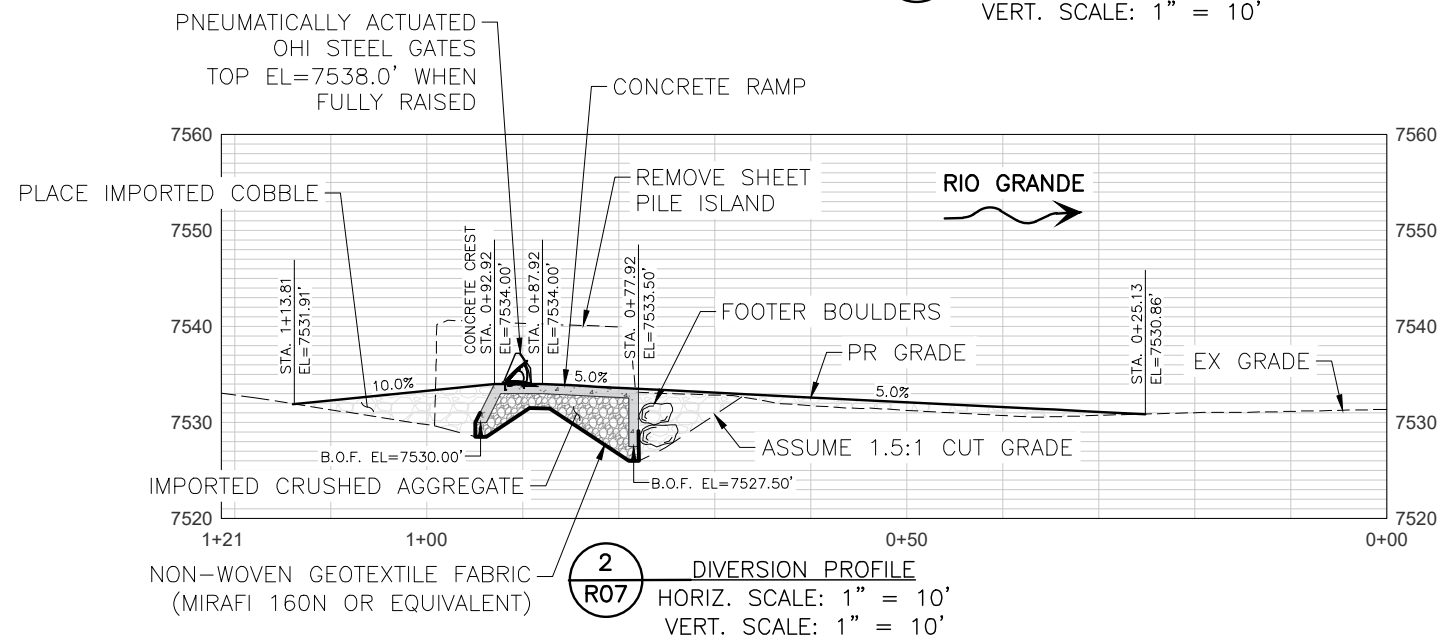 VERT. SCALE: 1" = 10'
PNEUMATICALLY ACTUATED
OHI STEEL GATES
TOP EL=7538.0' WHEN
FULLY RAISED
CONCRETE RAMP
7560
7560
PLACE IMPORTED COBBLE
REMOVE SHEET
PILE ISLAND
RIO GRANDE
7550
7550
STA. 1+13.81
EL=7531.91'
CONCRETE CREST
STA. 0+92.92
EL=7534.00'
STA. 0+87.92
EL=7534.00'
STA. 0+77.92
EL=7533.50'
STA. 0+25.13
EL=7530.86'
FOOTER BOULDERS
7540
7540
PR GRADE
EX GRADE
10.0%
5.0%
5.0%
7530
7530
B.O.F. EL=7530.00'
ASSUME 1.5:1 CUT GRADE
IMPORTED CRUSHED AGGREGATE
B.O.F. EL=7527.50'
7520
7520
1+21
1+00
0+50
0+00
NON-WOVEN GEOTEXTILE FABRIC
(MIRAFI 160N OR EQUIVALENT)
2
R07
DIVERSION PROFILE
HORIZ. SCALE: 1" = 10'
VERT. SCALE: 1" = 10'